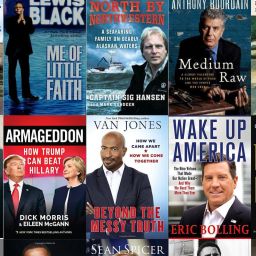 LEWIS
BLACK
ME OF
LITTLE
FAITH
NORTH BY
NORTHWESTERN
A SEAFARING
FAMILY ON DEADLY
ALASKAN WATERS
CAPTAIN SIG HANSEN
ANTHONY BOURDAIN
Medium
Raw
ARMAGEDDON
HOW TRUMP
CAN BEAT
HILLARY
DICK MORRIS
& EILEEN McGANN
VAN JONES
HOW WE CAME
APART
HOW WE
COME TOGETHER
BEYOND THE
MESSY TRUTH
WAKE UP
AMERICA
ERIC BOLLING
SEAN SPICER